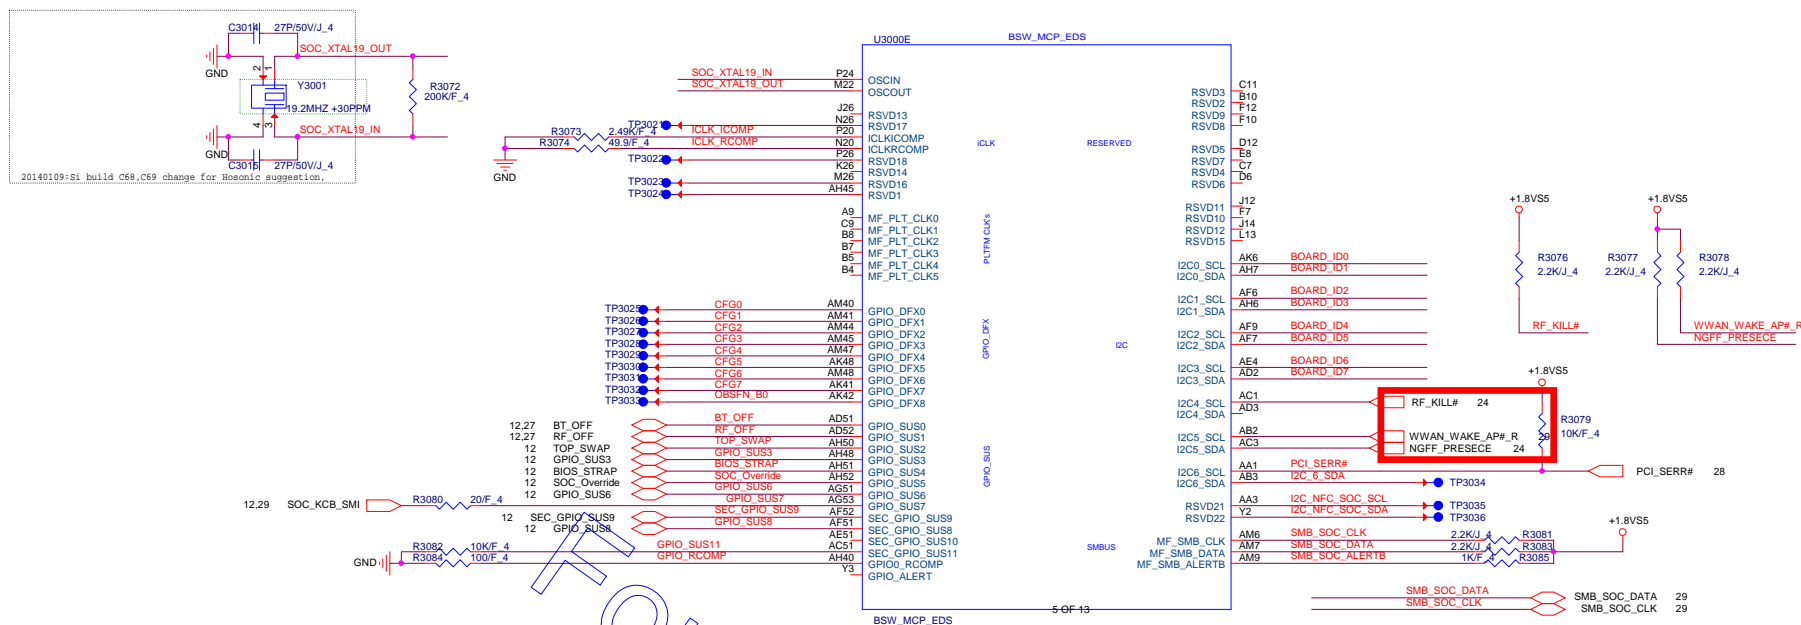 C3014 27P/50V/J_4
SOC_XTAL19_OUT
GND
2 1
Y3001
19.2MHZ +30PPM
4 3
SOC_XTAL19_IN
GND
C3015 27P/50V/J_4
20140109:Si build C68,C69 change for Hosonic suggestion,
R3072
200K/F_4
U3000E
BSW_MCP_EDS
SOC_XTAL19_IN P24 OSCIN
SOC_XTAL19_OUT M22 OSCOUT
J26 RSVD13
TP3021 N26 RSVD17
R3073 2.49K/F_4 ICLK_ICOMP P20 ICLKICOMP
R3074 49.9/F_4 ICLK_RCOMP N20 ICLKRCOMP
GND
TP3022 P26 RSVD18
K26 RSVD14
TP3023 M26 RSVD16
TP3024 AH45 RSVD1
iCLK
RESERVED
A9 MF_PLT_CLK0
C9 MF_PLT_CLK1
B8 MF_PLT_CLK2
B7 MF_PLT_CLK3
B5 MF_PLT_CLK4
B4 MF_PLT_CLK5
PLTFM CLK's
TP3025 CFG0 AM40 GPIO_DFX0
TP3026 CFG1 AM41 GPIO_DFX1
TP3027 CFG2 AM44 GPIO_DFX2
TP3028 CFG3 AM45 GPIO_DFX3
TP3029 CFG4 AM47 GPIO_DFX4
TP3030 CFG5 AK48 GPIO_DFX5
TP3031 CFG6 AM48 GPIO_DFX6
TP3032 CFG7 AK41 GPIO_DFX7
TP3033 OBSFN_B0 AK42 GPIO_DFX8
GPIO_DFX
12,27 BT_OFF BT_OFF AD51 GPIO_SUS0
12,27 RF_OFF RF_OFF AD52 GPIO_SUS1
12 TOP_SWAP TOP_SWAP AH50 GPIO_SUS2
12 GPIO_SUS3 GPIO_SUS3 AH48 GPIO_SUS3
12 BIOS_STRAP BIOS_STRAP AH51 GPIO_SUS4
12 SOC_Override SOC_Override AH52 GPIO_SUS5
12 GPIO_SUS6 GPIO_SUS6 AG51 GPIO_SUS6
12,29 SOC_KCB_SMI R3080 20/F_4 GPIO_SUS7 AG53 GPIO_SUS7
12 SEC_GPIO_SUS9 SEC_GPIO_SUS9 AF52 SEC_GPIO_SUS9
12 GPIO_SUS8 GPIO_SUS8 AF51 SEC_GPIO_SUS8
AE51 SEC_GPIO_SUS10
R3082 10K/F_4 GPIO_SUS11 AC51 SEC_GPIO_SUS11
GND R3084 100/F_4 GPIO_RCOMP AH40 GPIO0_RCOMP
Y3 GPIO_ALERT
GPIO_SUS
RSVD3 C11
RSVD2 B10
RSVD9 F12
RSVD8 F10
RSVD5 D12
RSVD7 E8
RSVD4 C7
RSVD6 D6
RSVD11 J12
RSVD10 F7
RSVD12 J14
RSVD15 L13
I2C0_SCL AK6 BOARD_ID0
I2C0_SDA AH7 BOARD_ID1
I2C1_SCL AF6 BOARD_ID2
I2C1_SDA AH6 BOARD_ID3
I2C2_SCL AF9 BOARD_ID4
I2C2_SDA AF7 BOARD_ID5
I2C
I2C3_SCL AE4 BOARD_ID6
I2C3_SDA AD2 BOARD_ID7
I2C4_SCL AC1 RF_KILL# 24
I2C4_SDA AD3
I2C5_SCL AB2 WWAN_WAKE_AP#_R 29
I2C5_SDA AC3 NGFF_PRESECE 24
I2C6_SCL AA1 PCI_SERR# PCI_SERR# 28
I2C6_SDA AB3 I2C_6_SDA TP3034
RSVD21 AA3 I2C_NFC_SOC_SCL TP3035
RSVD22 Y2 I2C_NFC_SOC_SDA TP3036
SMBUS
MF_SMB_CLK AM6 SMB_SOC_CLK 2.2K/J_4 R3081
MF_SMB_DATA AM7 SMB_SOC_DATA 2.2K/J_4 R3083
MF_SMB_ALERTB AM9 SMB_SOC_ALERTB 1K/F_4 R3085
+1.8VS5
+1.8VS5
R3079
10K/F_4
+1.8VS5
R3076
2.2K/J_4
RF_KILL#
+1.8VS5
R3077
2.2K/J_4
R3078
2.2K/J_4
WWAN_WAKE_AP#_R
NGFF_PRESECE
SMB_SOC_DATA SMB_SOC_DATA 29
SMB_SOC_CLK SMB_SOC_CLK 29
5 OF 13
BSW_MCP_EDS